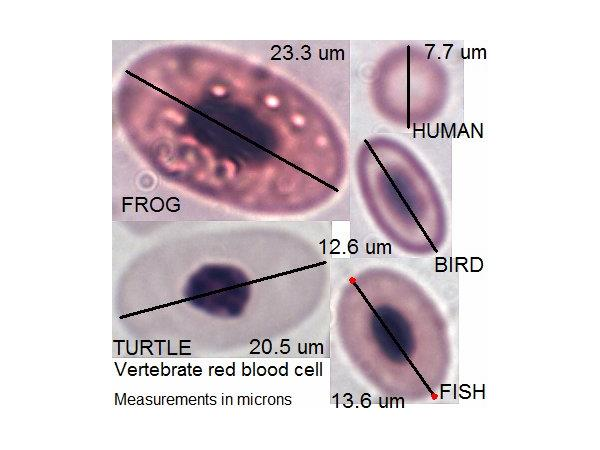 23.3 um
7.7 um
HUMAN
FROG
12.6 um
BIRD
TURTLE
20.5 um
Vertebrate red blood cell
FISH
Measurements in microns
13.6 um